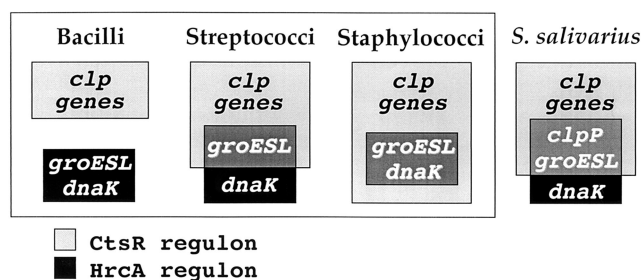 Bacilli Streptococci Staphylococci S. salivarius
clp clp clp clp
genes genes genes genes
groESL groESL groESL clpP
dnaK dnaK dnaK groESL
dnaK
CtsR regulon
HrcA regulon